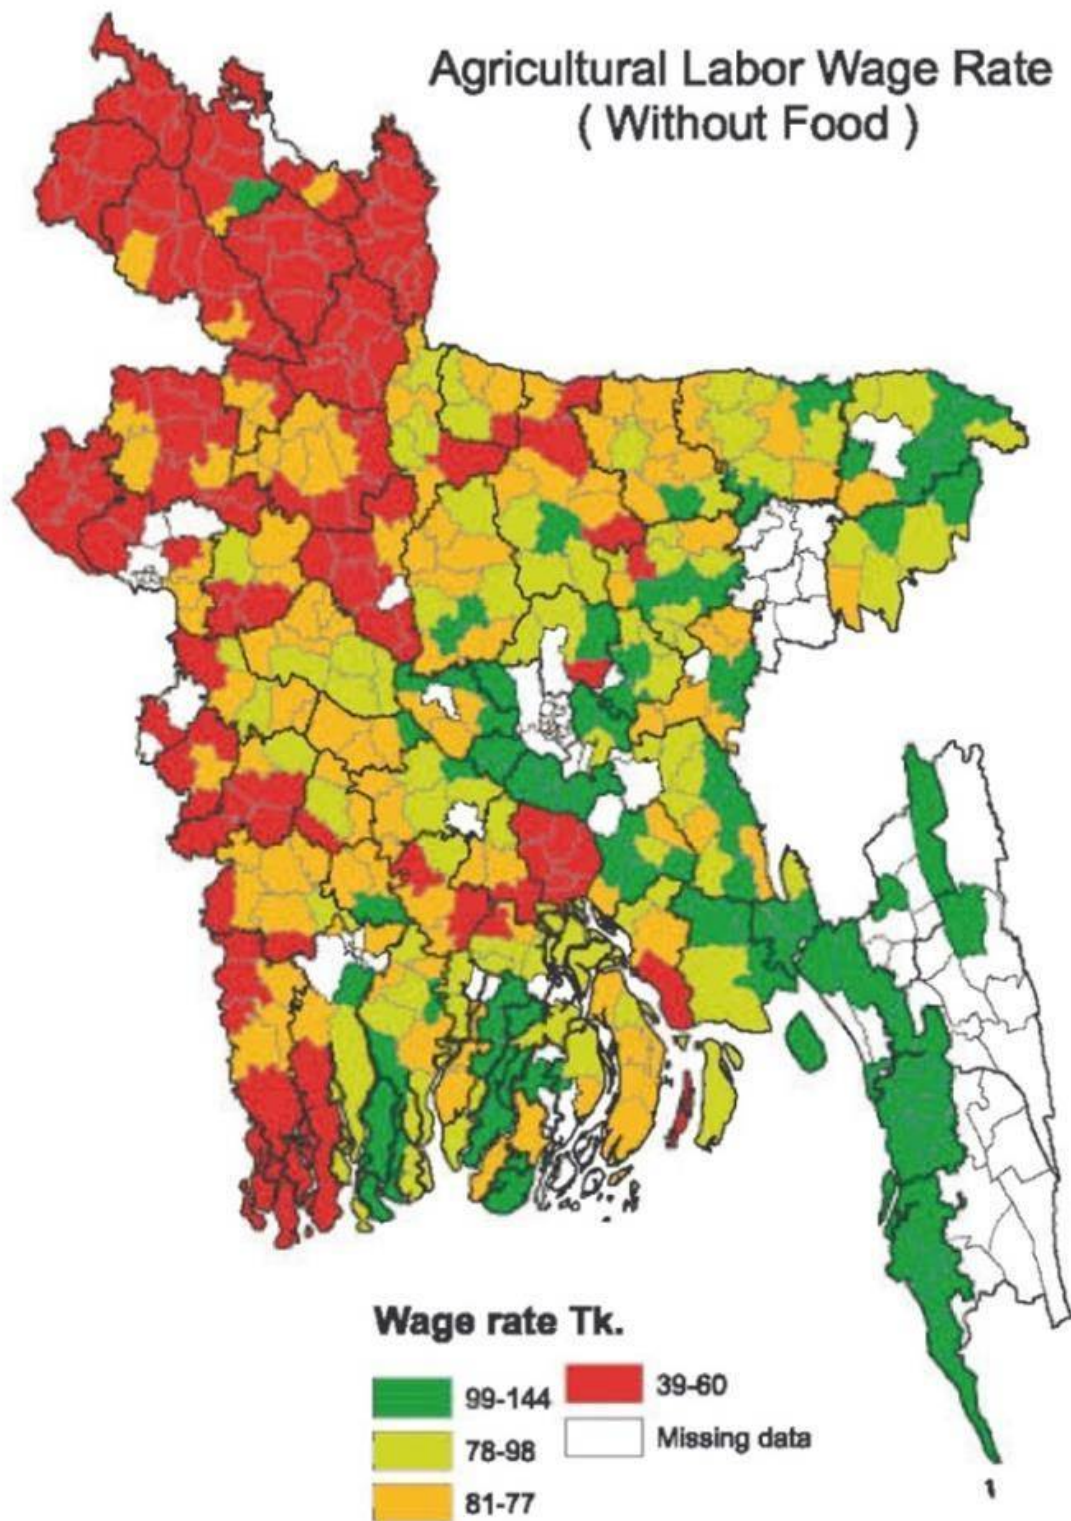 Agricultural Labor Wage Rate
( Without Food )
Wage rate Tk.
99-144
39-60
78-98
Missing data
81-77
1